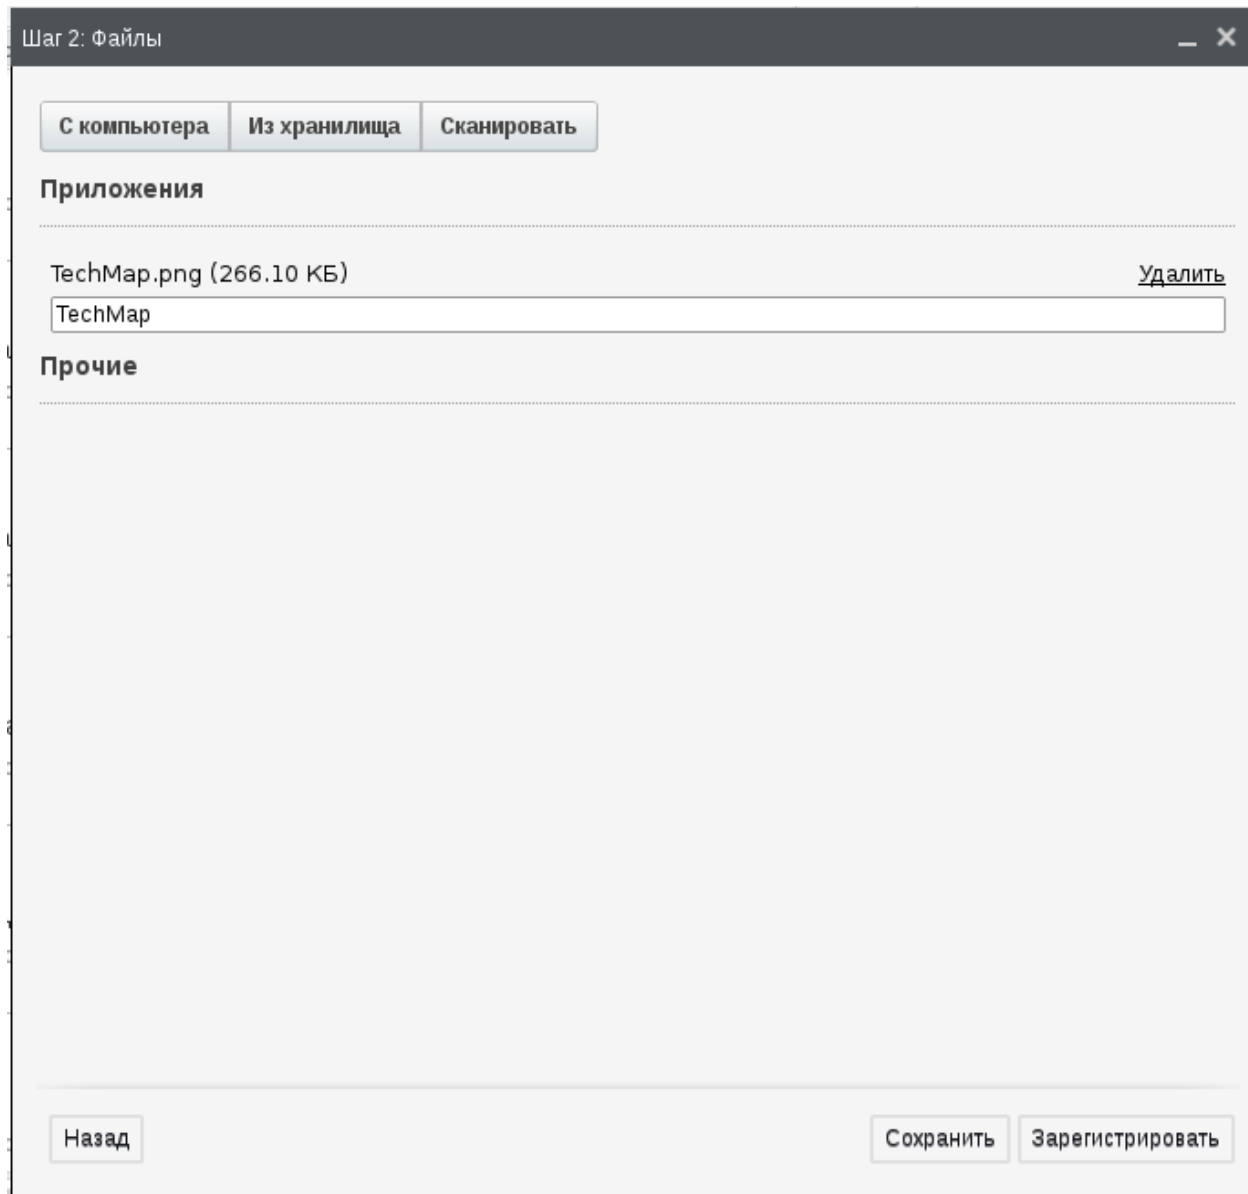 Шаг 2: Файлы
С компьютера Из хранилища Сканировать
Приложения
TechMap.png (266.10 КБ) Удалить
TechMap
Прочие
Назад Сохранить Зарегистрировать